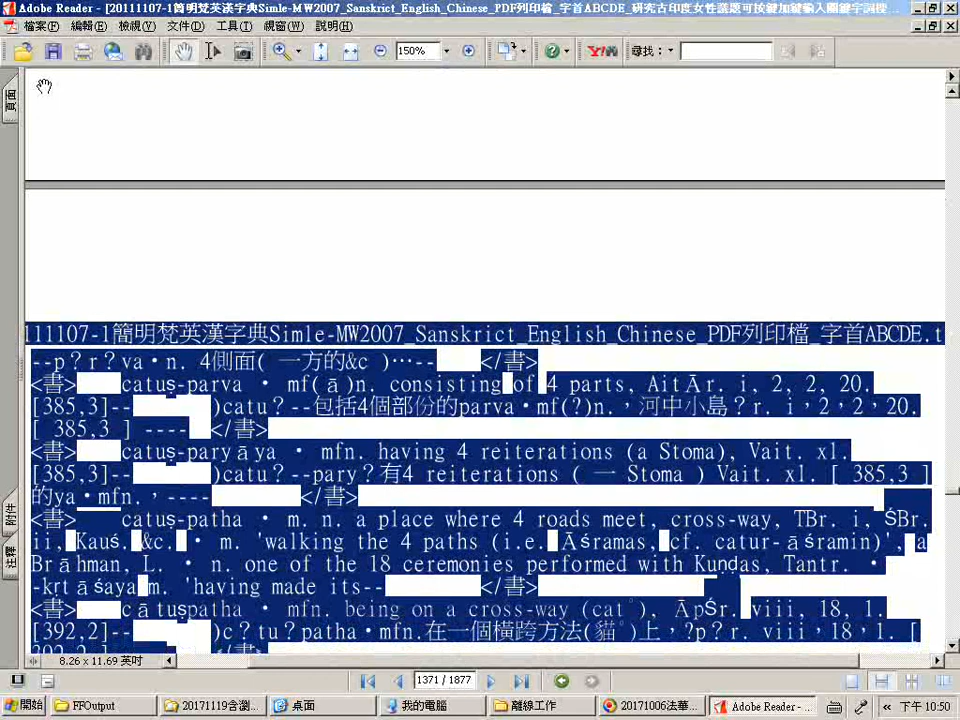 Adobe Reader - [20111107-1簡明梵英漢字典Simle-MW2007_Sanskrict_English_Chinese_PDF列印檔_字首ABCDE_研究古印度女性議題可按鍵加鍵輸入關鍵字詞搜...
檔案(F) 編輯(E) 檢視(V) 文件(D) 工具(T) 視窗(W) 說明(H)
150% Y! 尋找:
頁面
111107-1簡明梵英漢字典Simle-MW2007_Sanskrict_English_Chinese_PDF列印檔_字首ABCDE.t
--p?r?va‧n. 4側面( 一方的&c )…-- </書>
<書> catuṣ-parva ‧ mf(ā)n. consisting of 4 parts, AitĀr. i, 2, 2, 20.
[385,3]-- )catu?--包括4個部份的parva‧mf(?)n.，河中小島?r. i，2，2，20.
[ 385,3 ] ---- </書>
<書> catuṣ-paryāya ‧ mfn. having 4 reiterations (a Stoma), Vait. xl.
[385,3]-- )catu?--pary?有4 reiterations ( 一 Stoma ) Vait. xl. [ 385,3 ]
的ya‧mfn.，---- </書>
<書> catuṣ-patha ‧ m. n. a place where 4 roads meet, cross-way, TBr. i, ŚBr.
ii, Kauś. &c. ‧ m. 'walking the 4 paths (i.e. Āśramas, cf. catur-āśramin)', a
Brāhman, L. ‧ n. one of the 18 ceremonies performed with Kuṇḍas, Tantr. ‧
-kṛtāśaya m. 'having made its-- </書>
<書> cātuṣpatha ‧ mfn. being on a cross-way (cat°), ĀpŚr. viii, 18, 1.
[392,2]-- )c?tu?patha‧mfn.在一個橫跨方法(貓°)上，?p?r. viii，18，1. [
附件
注釋
8.26 x 11.69 英吋
1371 / 1877
開始 FFOutput 20171119含瀏... 桌面 我的電腦 離線工作 20171006法華... Adobe Reader - ... 下午 10:50